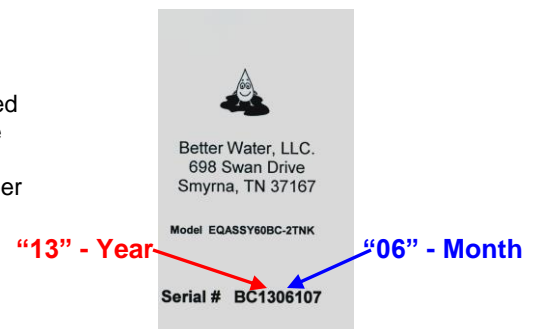 ed
er
Better Water, LLC.
698 Swan Drive
Smyrna, TN 37167
Model EQASSY60BC-2TNK
“13” - Year
“06” - Month
Serial # BC1306107